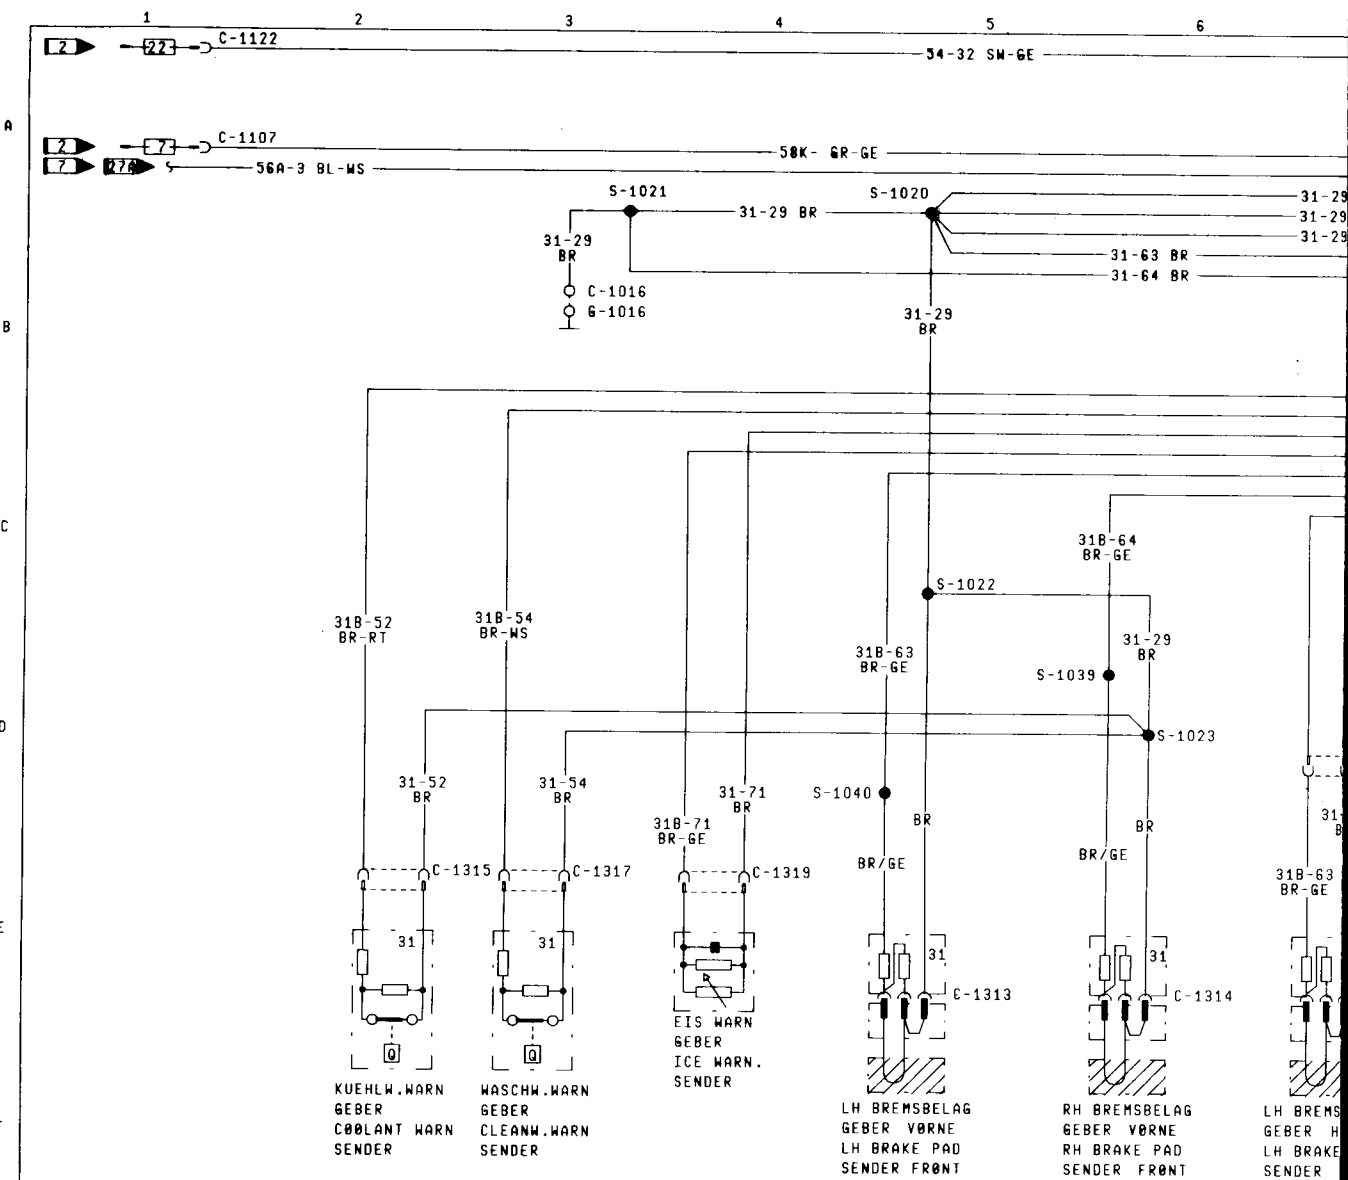 1 2 3 4 5 6
2 22 C-1122
54-32 SW-GE
A
2 7 C-1107
58K- GR-GE
7 27A 56A-3 BL-WS
S-1021 S-1020
31-29
31-29 BR
31-29
31-29
31-29
BR
31-63 BR
31-64 BR
C-1016
G-1016
31-29
BR
B
C
31B-64
BR-GE
S-1022
31B-52
BR-RT
31B-54
BR-WS
31-29
BR
31B-63
BR-GE
S-1039
D
S-1023
31-52
BR
31-54
BR
31-71
BR
S-1040
31B-71
BR-GE
BR
BR
31-
BR/GE
BR/GE
C-1315 C-1317 C-1319
31B-63
BR-GE
E
31 31 31 31
C-1313 C-1314
EIS WARN
GEBER
ICE WARN.
SENDER
Q Q
KUEHLW.WARN
GEBER
COOLANT WARN
SENDER
WASCHW.WARN
GEBER
CLEANW.WARN
SENDER
LH BREMSBELAG
GEBER VORNE
LH BRAKE PAD
SENDER FRONT
RH BREMSBELAG
GEBER VORNE
RH BRAKE PAD
SENDER FRONT
LH BREMS
GEBER H
LH BRAKE
SENDER